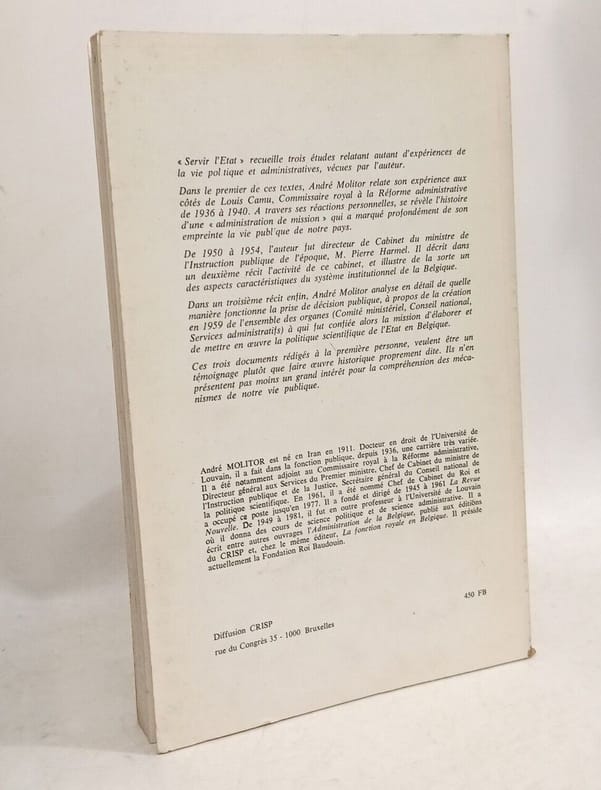 « Servir l'Etat » recueille trois études relatant autant d'expériences de
la vie pol tique et administratives, vécues par l'auteur.
Dans le premier de ces textes, André Molitor relate son expérience aux
côtés de Louis Camu, Commissaire royal à la Réforme administrative
de 1936 à 1940. A travers ses réactions personnelles, se révèle l'histoire
d'une « administration de mission » qui a marqué profondément de son
empreinte la vie publ'que de notre pays.
De 1950 à 1954, l'auteur fut directeur de Cabinet du ministre de
l'Instruction publique de l'époque, M. Pierre Harmel. Il décrit dans
un deuxième récit l'activité de ce cabinet, et illustre de la sorte un
des aspects caractéristiques du système institutionnel de la Belgique.
Dans un troisième récit enfin, André Molitor analyse en détail de quelle
manière fonctionne la prise de décision publique, à propos de la création
en 1959 de l'ensemble des organes (Comité ministériel, Conseil national,
Services administratifs) à qui fut confiée alors la mission d'élaborer et
de mettre en œuvre la politique scientifique de l'Etat en Belgique.
Ces trois documents rédigés à la première personne, veulent être un
témoignage plutôt que faire œuvre historique proprement dite. Ils n'en
présentent pas moins un grand intérêt pour la compréhension des méca-
nismes de notre vie publique.
André MOLITOR est né en Iran en 1911. Docteur en droit de l'Université de
Louvain, il a fait dans la fonction publique, depuis 1936, une carrière très variée.
Il a été notamment adjoint au Commissaire royal à la Réforme administrative,
Directeur général aux Services du Premier ministre, Chef de Cabinet du ministre de
l'Instruction publique et de la Justice, Secrétaire général du Conseil national de
la politique scientifique. En 1961, il a été nommé Chef de Cabinet du Roi et
a occupé ce poste jusqu'en 1977. Il a fondé et dirigé de 1945 à 1961 La Revue
Nouvelle. De 1949 à 1981, il fut en outre professeur à l'Université de Louvain
où il donna des cours de science politique et de science administrative. Il a
écrit entre autres ouvrages l'Administration de la Belgique, publié aux éditions
du CRISP et, chez le même éditeur, La fonction royale en Belgique. Il préside
actuellement la Fondation Roi Baudouin.
450 FB
Diffusion CRISP
rue du Congrès 35 - 1000 Bruxelles